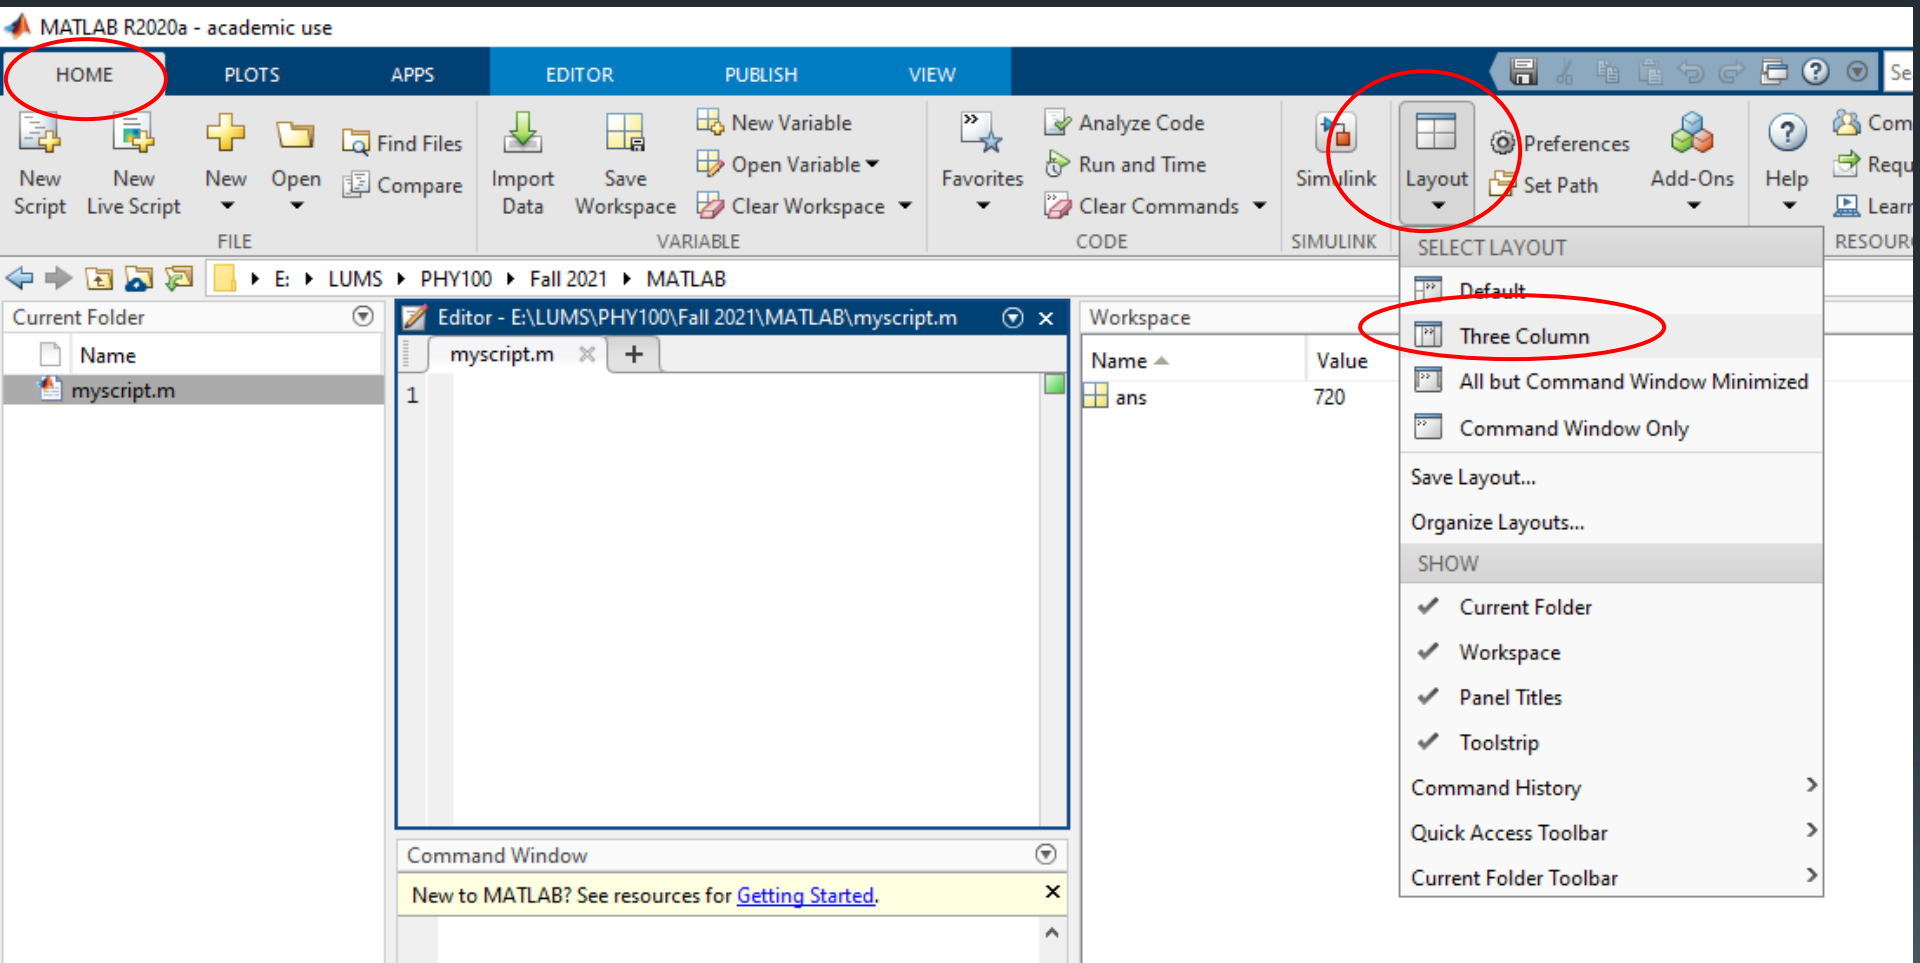 MATLAB R2020a - academic use
HOME PLOTS APPS EDITOR PUBLISH VIEW
New Script
New Live Script
New
Open
Find Files
Compare
FILE
Import Data
Save Workspace
New Variable
Open Variable
Clear Workspace
VARIABLE
Favorites
Analyze Code
Run and Time
Clear Commands
CODE
Simulink
SIMULINK
Layout
Preferences
Set Path
Add-Ons
Help
Com
Requ
Learn
RESOUR
Se
E: LUMS PHY100 Fall 2021 MATLAB
Current Folder
Name
myscript.m
Editor - E:\LUMS\PHY100\Fall 2021\MATLAB\myscript.m
myscript.m
1
Command Window
New to MATLAB? See resources for Getting Started.
Workspace
Name Value
ans 720
SELECT LAYOUT
Default
Three Column
All but Command Window Minimized
Command Window Only
Save Layout...
Organize Layouts...
SHOW
Current Folder
Workspace
Panel Titles
Toolstrip
Command History
Quick Access Toolbar
Current Folder Toolbar